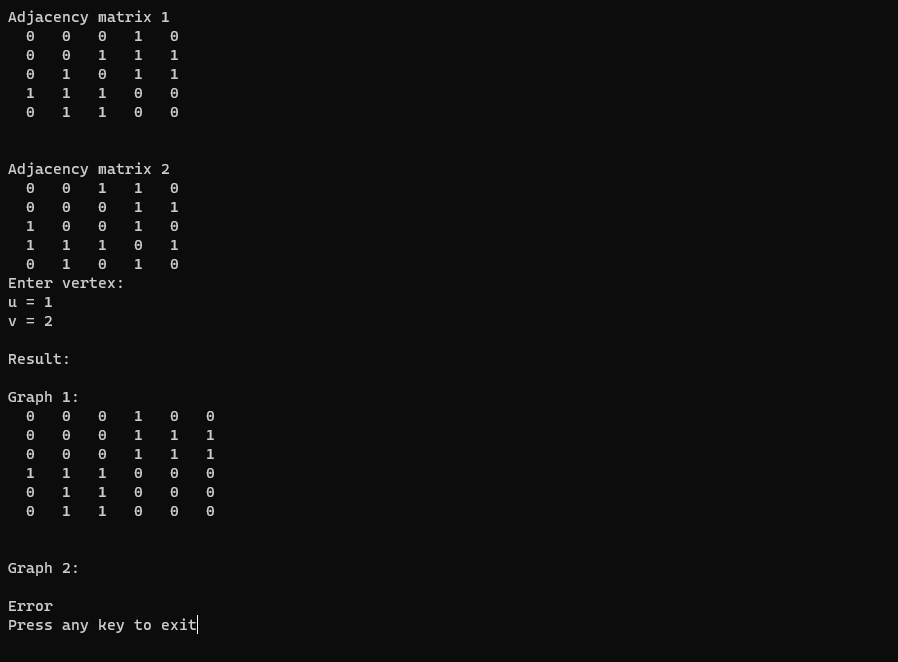 Adjacency matrix 1
0 0 0 1 0
0 0 1 1 1
0 1 0 1 1
1 1 1 0 0
0 1 1 0 0
Adjacency matrix 2
0 0 1 1 0
0 0 0 1 1
1 0 0 1 0
1 1 1 0 1
0 1 0 1 0
Enter vertex:
u = 1
v = 2
Result:
Graph 1:
0 0 0 1 0 0
0 0 0 1 1 1
0 0 0 1 1 1
1 1 1 0 0 0
0 1 1 0 0 0
0 1 1 0 0 0
Graph 2:
Error
Press any key to exit